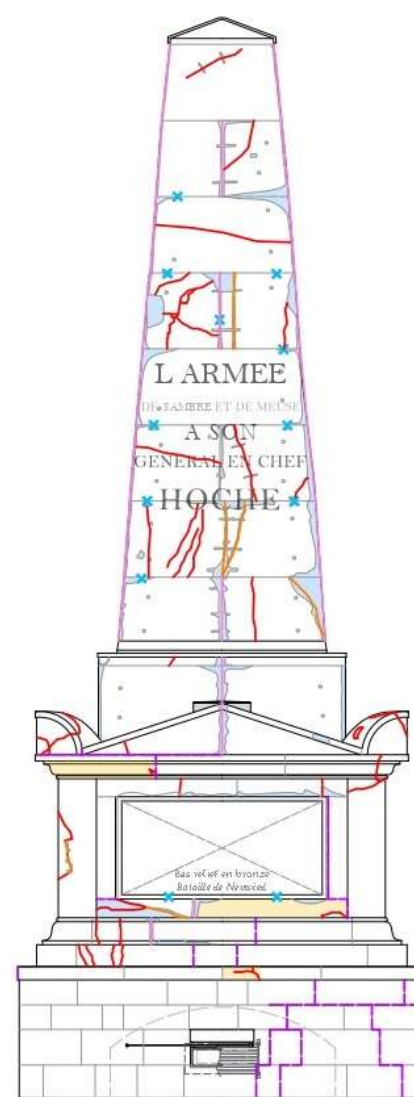 L ARMEE
DE SAMBRE ET DE MEUSE
A SON
GENERAL EN CHEF
HOCHE
Bas relief en bronze
Bataille de Neuwied